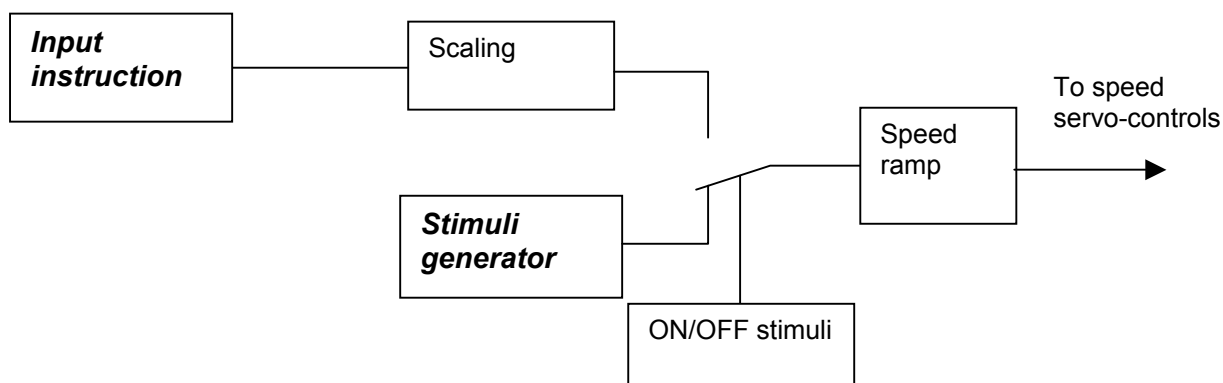 Input
instruction
Scaling
To speed
servo-controls
Speed
ramp
Stimuli
generator
ON/OFF stimuli